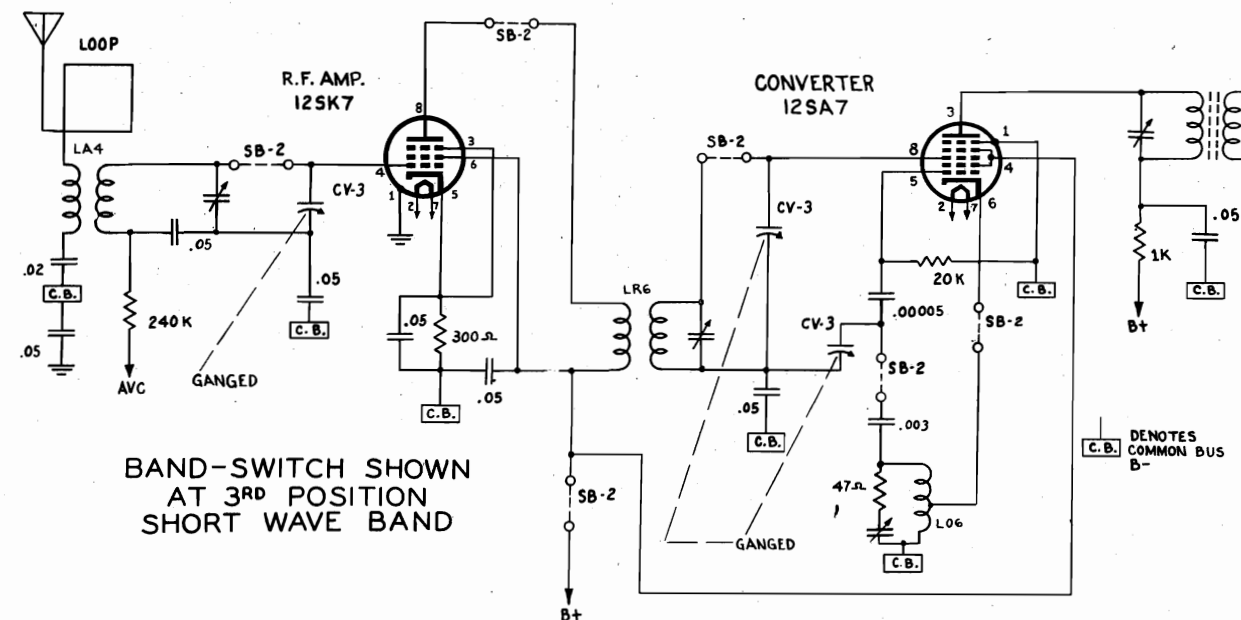 LOOP
R.F. AMP.
12SK7
SB-2
CONVERTER
12SA7
LA4
SB-2
8
3
6
4
1
2
7
5
CV-3
.05
.02
C.B.
.05
240K
AVC
GANGED
.05
C.B.
.05
300Ω
.05
C.B.
LR6
SB-2
CV-3
3
1
8
4
5
2
7
6
20K
C.B.
.00005
CV-3
SB-2
SB-2
.003
.05
C.B.
47Ω
LO6
C.B.
GANGED
1K
.05
C.B.
B+
C.B. DENOTES
COMMON BUS
B-
SB-2
B+
BAND-SWITCH SHOWN
AT 3RD POSITION
SHORT WAVE BAND